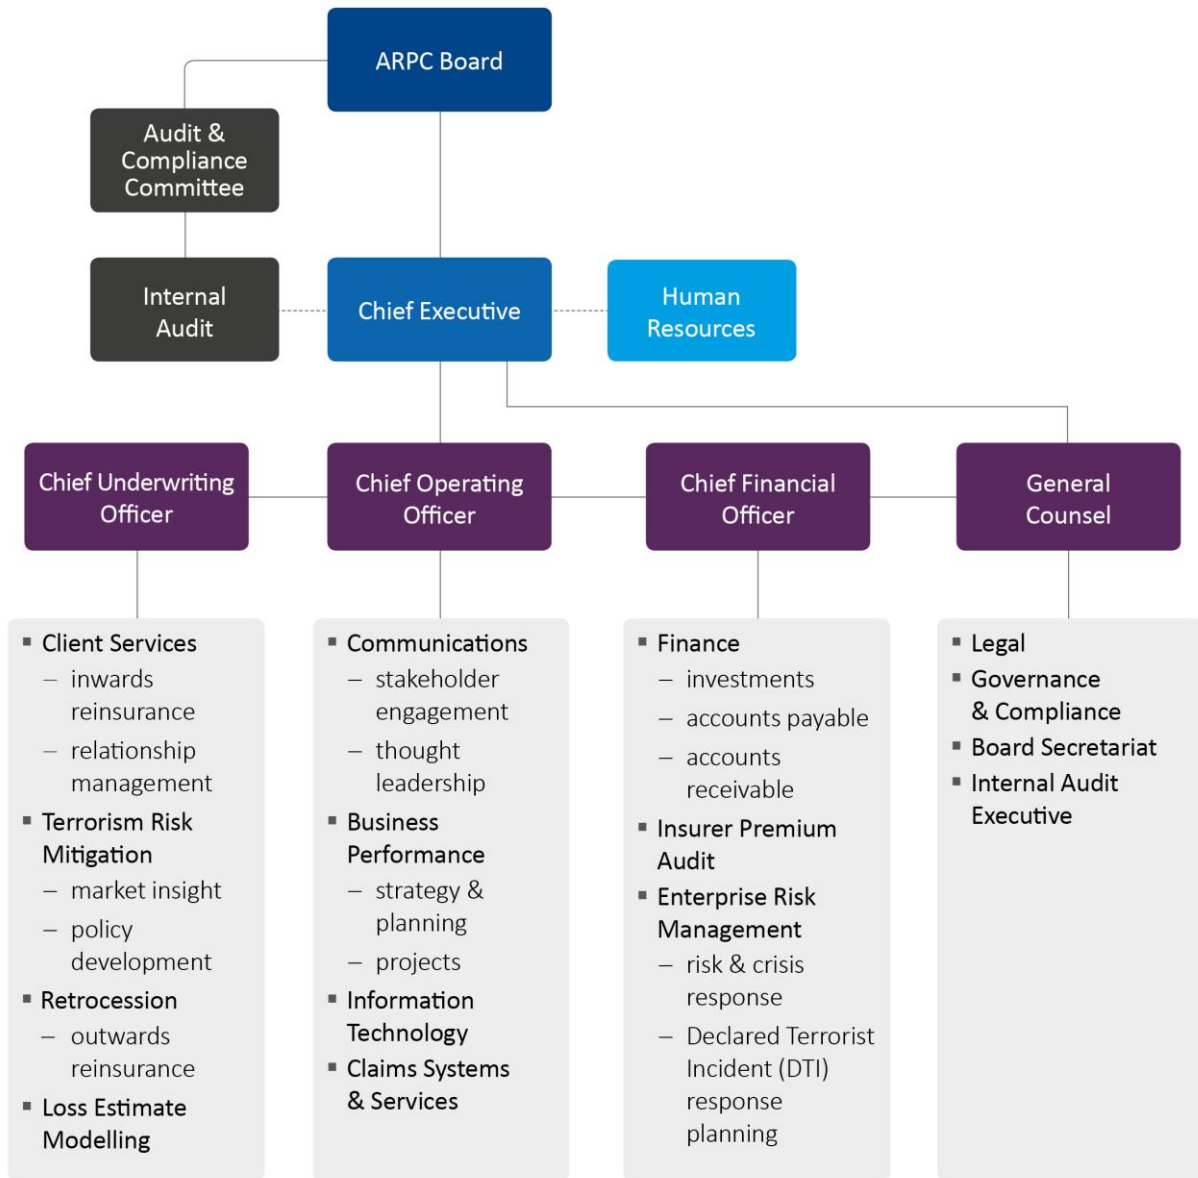 ARPC Board
Audit &
Compliance
Committee
Internal
Audit
Chief Executive
Human
Resources
Chief Underwriting
Officer
Chief Operating
Officer
Chief Financial
Officer
General
Counsel
▪ Client Services
– inwards
reinsurance
– relationship
management
▪ Terrorism Risk
Mitigation
– market insight
– policy
development
▪ Retrocession
– outwards
reinsurance
▪ Loss Estimate
Modelling
▪ Communications
– stakeholder
engagement
– thought
leadership
▪ Business
Performance
– strategy &
planning
– projects
▪ Information
Technology
▪ Claims Systems
& Services
▪ Finance
– investments
– accounts payable
– accounts
receivable
▪ Insurer Premium
Audit
▪ Enterprise Risk
Management
– risk & crisis
response
– Declared Terrorist
Incident (DTI)
response
planning
▪ Legal
▪ Governance
& Compliance
▪ Board Secretariat
▪ Internal Audit
Executive